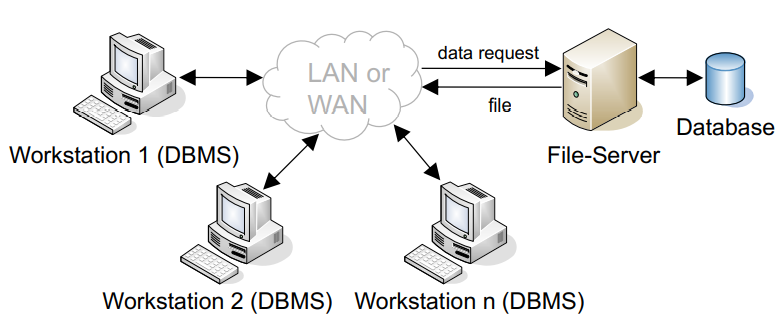 data request
LAN or
WAN
file
Database
Workstation 1 (DBMS)
File-Server
Workstation 2 (DBMS)
Workstation n (DBMS)